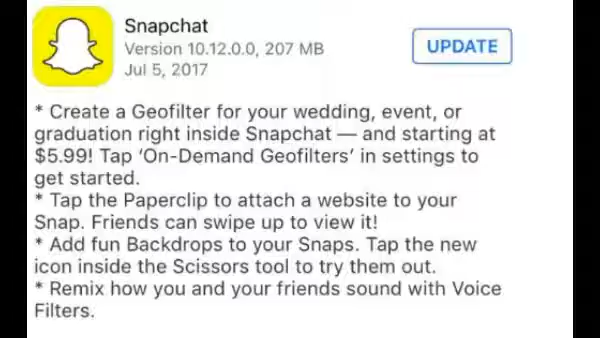 Snapchat
Version 10.12.0.0, 207 MB
Jul 5, 2017
UPDATE
* Create a Geofilter for your wedding, event, or
graduation right inside Snapchat — and starting at
$5.99! Tap ‘On-Demand Geofilters’ in settings to
get started.
* Tap the Paperclip to attach a website to your
Snap. Friends can swipe up to view it!
* Add fun Backdrops to your Snaps. Tap the new
icon inside the Scissors tool to try them out.
* Remix how you and your friends sound with Voice
Filters.